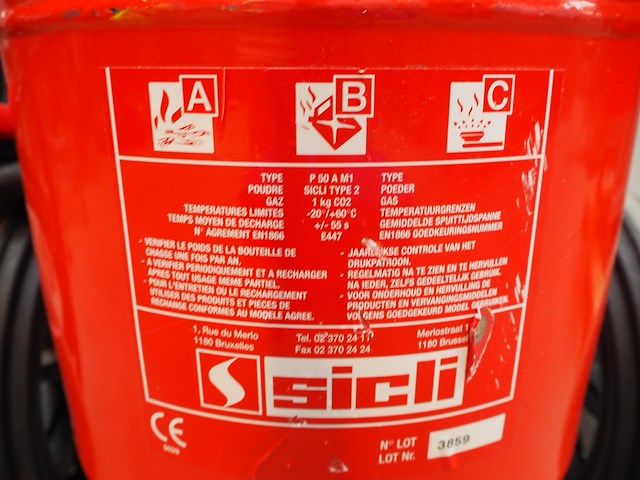 A B C
TYPE P 50 A M1 TYPE
POUDRE SICLI TYPE 2 POEDER
GAZ 1 kg CO2 GAS
TEMPERATURES LIMITES -20°/+60°C TEMPERATUURGRENZEN
TEMPS MOYEN DE DECHARGE +/- 55 s GEMIDDELDE SPUITTIJDSPANNE
N° AGREMENT EN1866 E447 EN1866 GOEDKEURINGSNUMMER
- VERIFIER LE POIDS DE LA BOUTEILLE DE
CHASSE UNE FOIS PAR AN.
- A VERIFIER PERIODIQUEMENT ET A RECHARGER
APRES TOUT USAGE MEME PARTIEL.
- POUR L'ENTRETIEN OU LE RECHARGEMENT
UTILISER DES PRODUITS ET PIECES DE
RECHANGE CONFORMES AU MODELE AGREE.
- JAARLIJKSE CONTROLE VAN HET
DRUKPATROON.
- REGELMATIG NA TE ZIEN EN TE HERVULLEN
NA IEDER, ZELFS GEDEELTELIJK GEBRUIK.
- VOOR ONDERHOUD EN HERVULLING DE
PRODUCTEN EN VERVANGINGSMIDDELEN
VOLGENS GOEDGEKEURD MODEL GEBRUIKEN.
1, Rue du Merlo Tel. 02 370 24 11 Merlostraat 1
1180 Bruxelles Fax 02 370 24 24 1180 Brussel
sicli
CE
N° LOT 3859
LOT Nr.